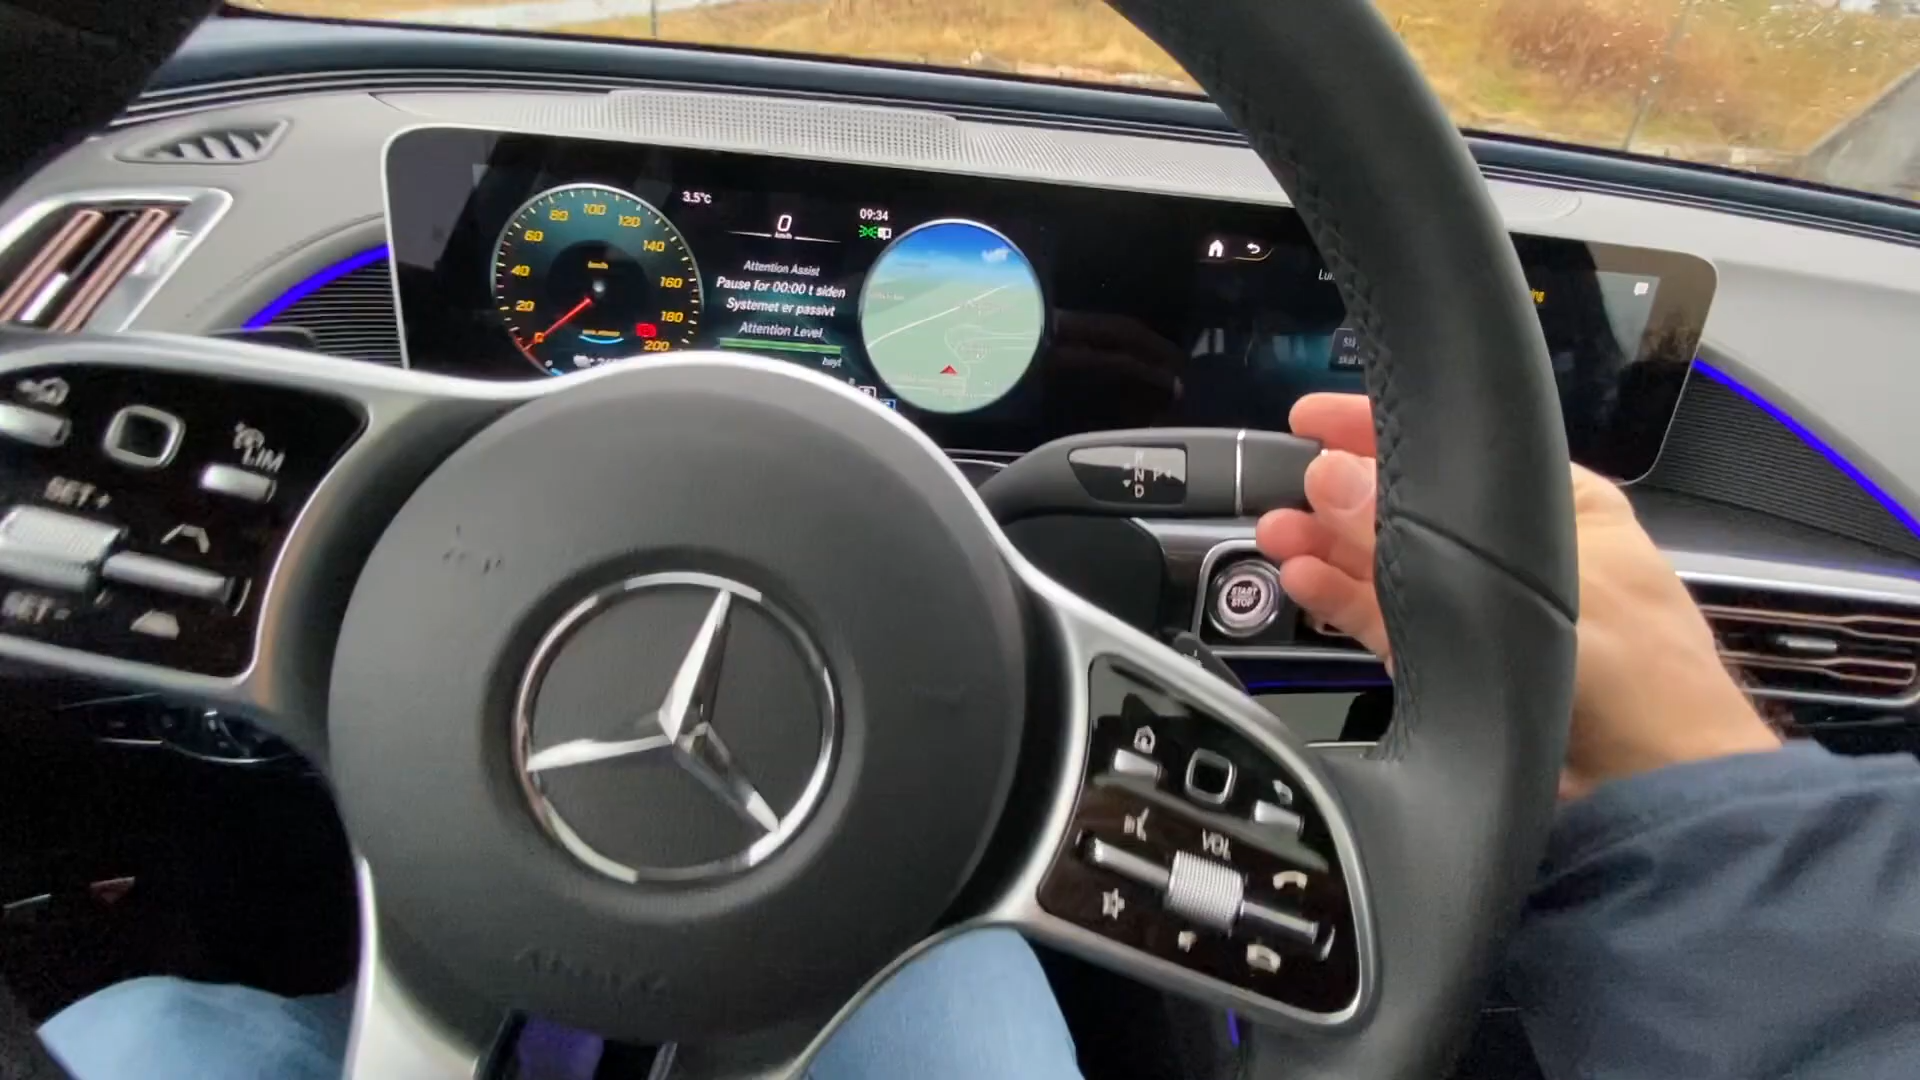 3.5°C
0
km/h
09:34
20
40
60
80
100
120
140
160
180
200
km/h
0
Attention Assist
Pause for 00:00 t siden
Systemet er passivt
Attention Level
høyt
R
N P
D
START
STOP
LIM
SET +
SET -
VOL